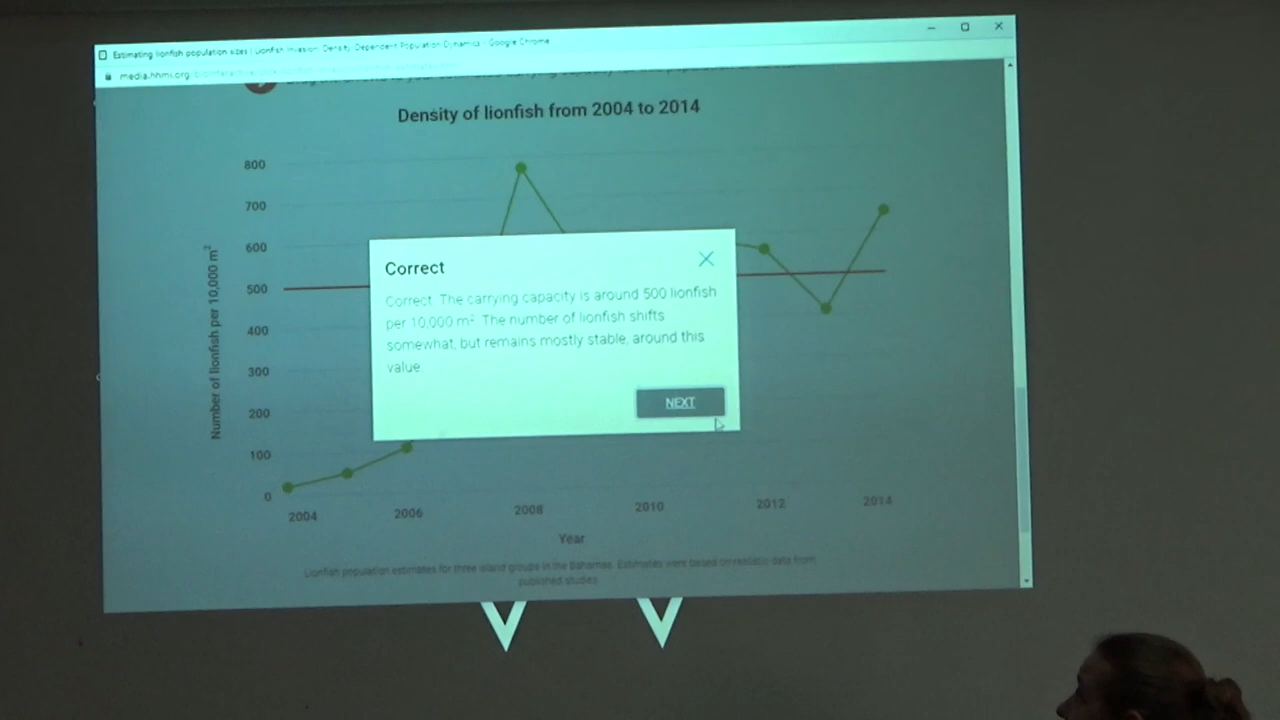 Estimating lionfish population sizes | Lionfish Invasion: Density-Dependent Population Dynamics - Google Chrome
media.hhmi.org
Density of lionfish from 2004 to 2014
800
700
600
500
400
300
200
100
0
Number of lionfish per 10,000 m²
Correct
Correct. The carrying capacity is around 500 lionfish
per 10,000 m². The number of lionfish shifts
somewhat, but remains mostly stable, around this
value.
NEXT
2004 2006 2008 2010 2012 2014
Year
Lionfish population estimates for three island groups in the Bahamas. Estimates were based on realistic data from
published studies.